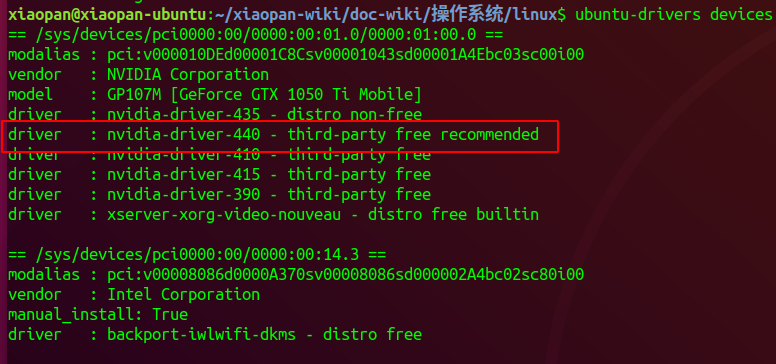 xiaopan@xiaopan-ubuntu:~/xiaopan-wiki/doc-wiki/操作系统/linux$ ubuntu-drivers devices
== /sys/devices/pci0000:00/0000:00:01.0/0000:01:00.0 ==
modalias : pci:v000010DEd00001C8Csv00001043sd00001A4Ebc03sc00i00
vendor   : NVIDIA Corporation
model    : GP107M [GeForce GTX 1050 Ti Mobile]
driver   : nvidia-driver-435 - distro non-free
driver   : nvidia-driver-440 - third-party free recommended
driver   : nvidia-driver-410 - third-party free
driver   : nvidia-driver-415 - third-party free
driver   : nvidia-driver-390 - third-party free
driver   : xserver-xorg-video-nouveau - distro free builtin
== /sys/devices/pci0000:00/0000:00:14.3 ==
modalias : pci:v00008086d0000A370sv00008086sd000002A4bc02sc80i00
vendor   : Intel Corporation
manual_install: True
driver   : backport-iwlwifi-dkms - distro free